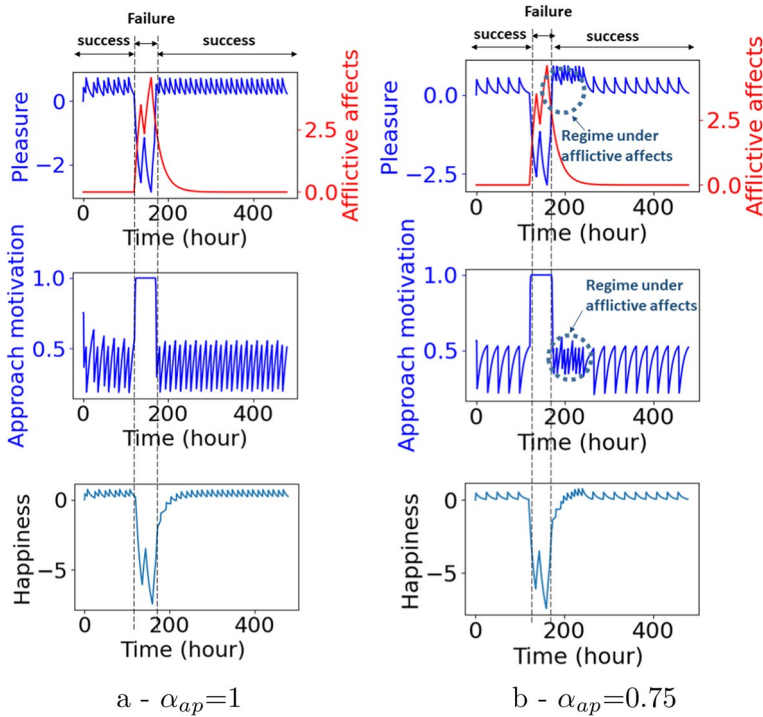 Failure
success
success
0
−2
Pleasure
2.5
0.0
Afflictive affects
0
200
400
Time (hour)
1.0
0.5
Approach motivation
0
200
400
Time (hour)
0
−5
Happiness
0
200
400
Time (hour)
a - αap=1
Failure
success
success
0.0
−2.5
Pleasure
2.5
0.0
Afflictive affects
Regime under
afflictive affects
0
200
400
Time (hour)
1.0
0.5
Approach motivation
Regime under
afflictive affects
0
200
400
Time (hour)
0
−5
Happiness
0
200
400
Time (hour)
b - αap=0.75